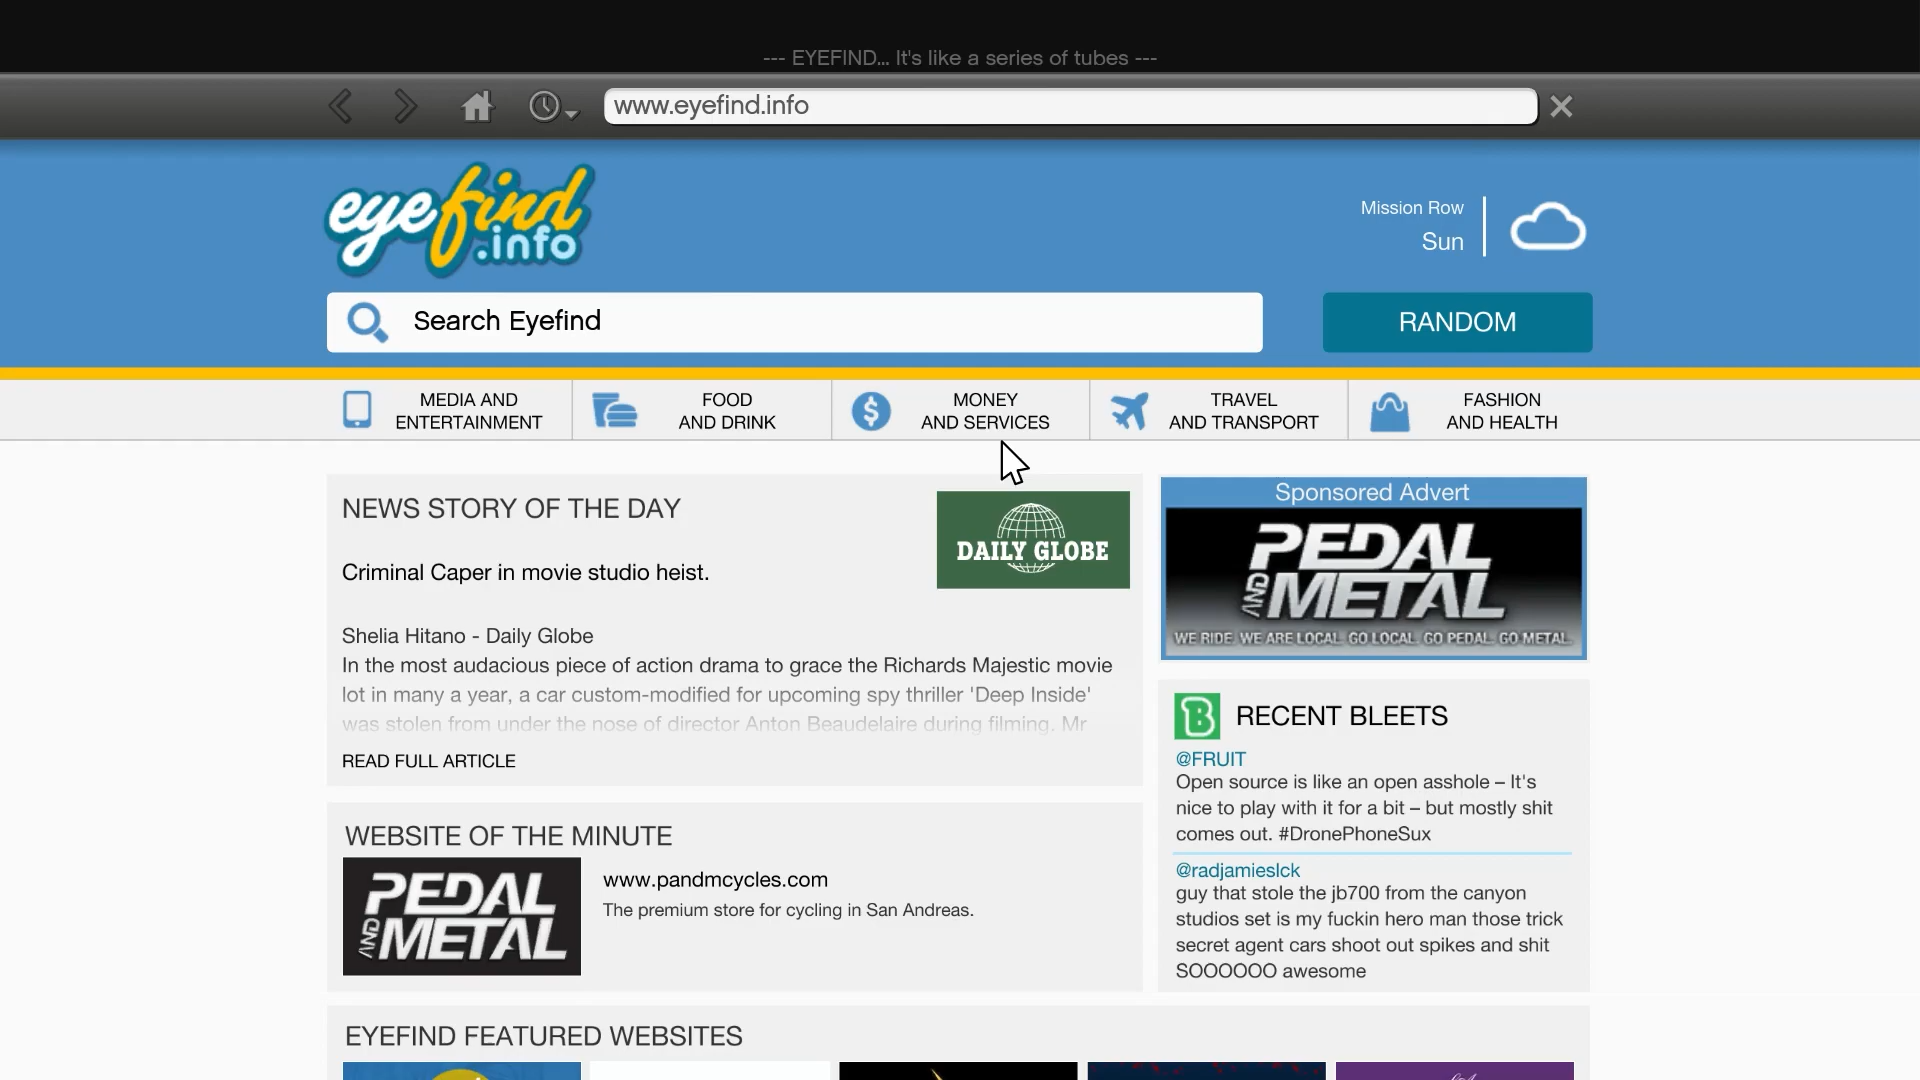 --- EYEFIND... It's like a series of tubes ---
www.eyefind.info
eyefind
.info
Mission Row
Sun
Search Eyefind
RANDOM
MEDIA AND
ENTERTAINMENT
FOOD
AND DRINK
MONEY
AND SERVICES
TRAVEL
AND TRANSPORT
FASHION
AND HEALTH
NEWS STORY OF THE DAY
DAILY GLOBE
Criminal Caper in movie studio heist.
Shelia Hitano - Daily Globe
In the most audacious piece of action drama to grace the Richards Majestic movie
lot in many a year, a car custom-modified for upcoming spy thriller 'Deep Inside'
was stolen from under the nose of director Anton Beaudelaire during filming. Mr
READ FULL ARTICLE
Sponsored Advert
PEDAL
AND METAL
WE RIDE. WE ARE LOCAL. GO LOCAL. GO PEDAL. GO METAL.
RECENT BLEETS
@FRUIT
Open source is like an open asshole – It's
nice to play with it for a bit – but mostly shit
comes out. #DronePhoneSux
@radjamieslck
guy that stole the jb700 from the canyon
studios set is my fuckin hero man those trick
secret agent cars shoot out spikes and shit
SOOOOOO awesome
WEBSITE OF THE MINUTE
PEDAL
AND METAL
www.pandmcycles.com
The premium store for cycling in San Andreas.
EYEFIND FEATURED WEBSITES